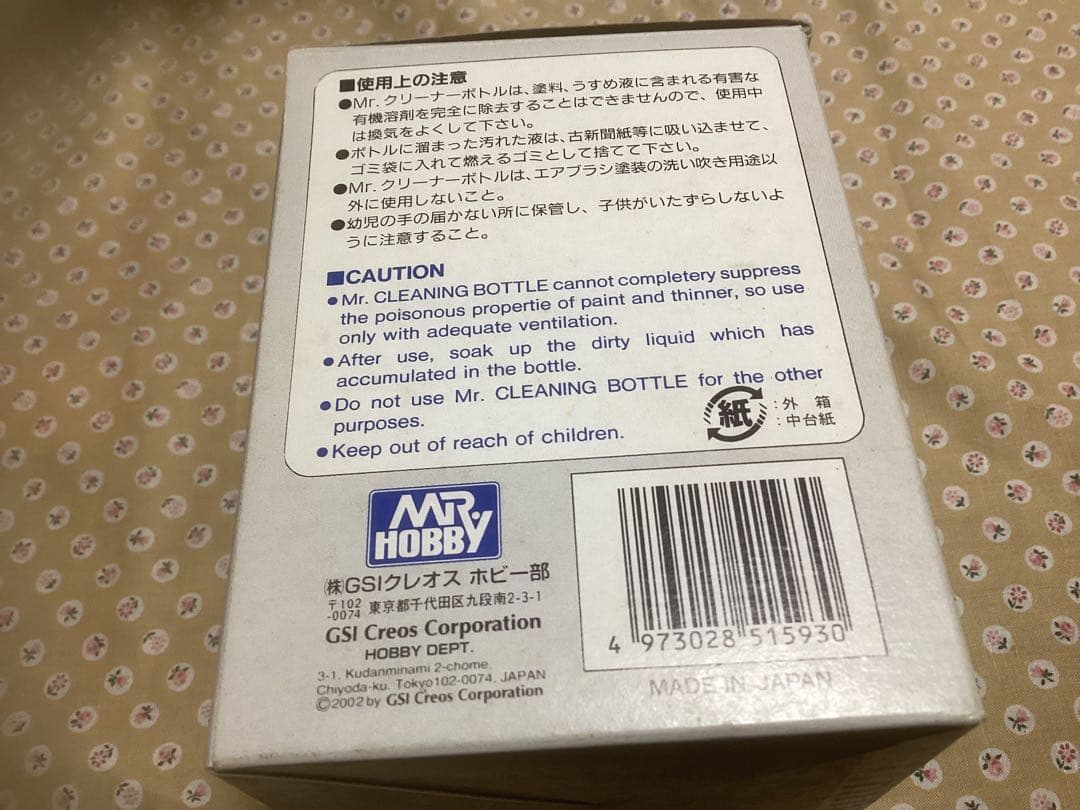 ■使用上の注意
●Mr. クリーナーボトルは、塗料、うすめ液に含まれる有害な
有機溶剤を完全に除去することはできませんので、使用中
は換気をよくして下さい。
●ボトルに溜まった汚れた液は、古新聞紙等に吸い込ませて、
ゴミ袋に入れて燃えるゴミとして捨てて下さい。
●Mr. クリーナーボトルは、エアブラシ塗装の洗い吹き用途以
外に使用しないこと。
●幼児の手の届かない所に保管し、子供がいたずらしないよ
うに注意すること。
■CAUTION
●Mr. CLEANING BOTTLE cannot completery suppress
the poisonous propertie of paint and thinner, so use
only with adequate ventilation.
●After use, soak up the dirty liquid which has
accumulated in the bottle.
●Do not use Mr. CLEANING BOTTLE for the other
purposes.
●Keep out of reach of children.
紙
:外 箱
:中台紙
MR.
HOBBY
㈱GSIクレオス ホビー部
〒102-0074 東京都千代田区九段南2-3-1
GSI Creos Corporation
HOBBY DEPT.
3-1, Kudanminami 2-chome,
Chiyoda-ku, Tokyo102-0074, JAPAN
©2002 by GSI Creos Corporation
4 973028 515930
MADE IN JAPAN